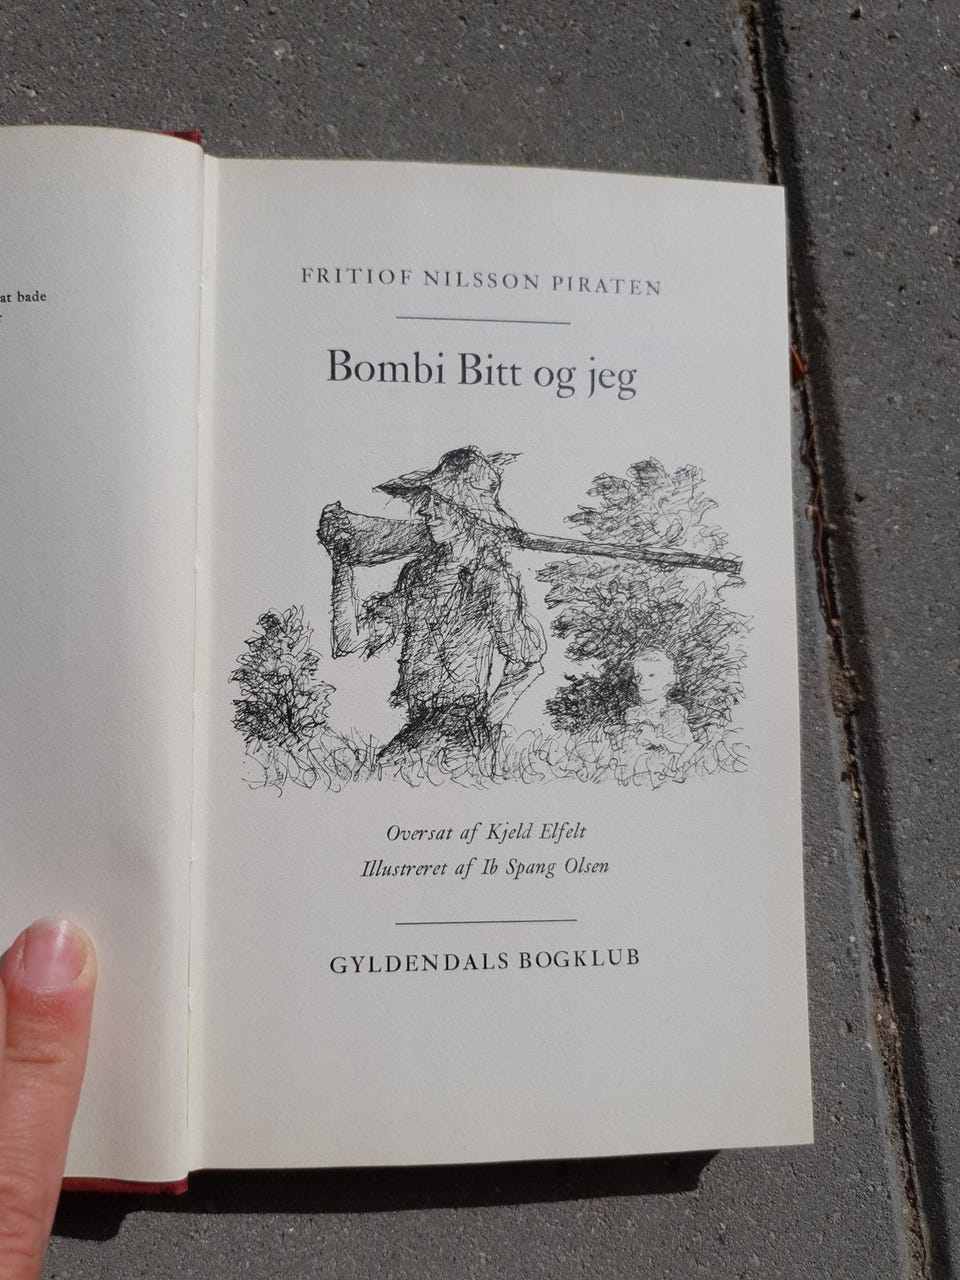 at bade
FRITIOF NILSSON PIRATEN
Bombi Bitt og jeg
Oversat af Kjeld Elfelt
Illustreret af Ib Spang Olsen
GYLDENDALS BOGKLUB